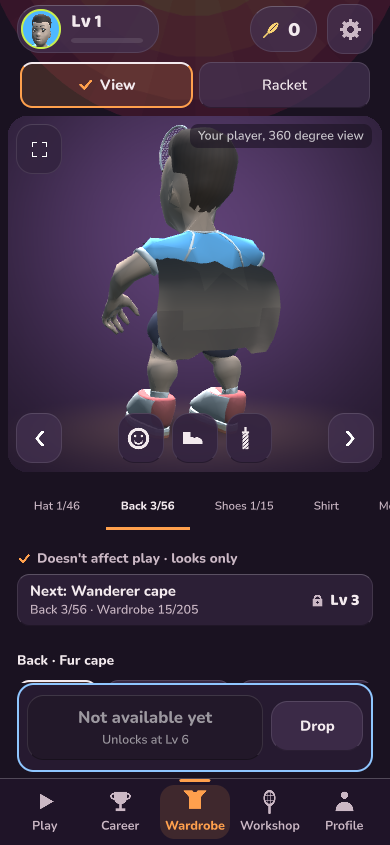 Lv 1
0
View
Racket
Your player, 360 degree view
Hat 1/46
Back 3/56
Shoes 1/15
Shirt
Doesn't affect play · looks only
Next: Wanderer cape
Back 3/56 · Wardrobe 15/205
Lv 3
Back · Fur cape
Not available yet
Unlocks at Lv 6
Drop
Play
Career
Wardrobe
Workshop
Profile